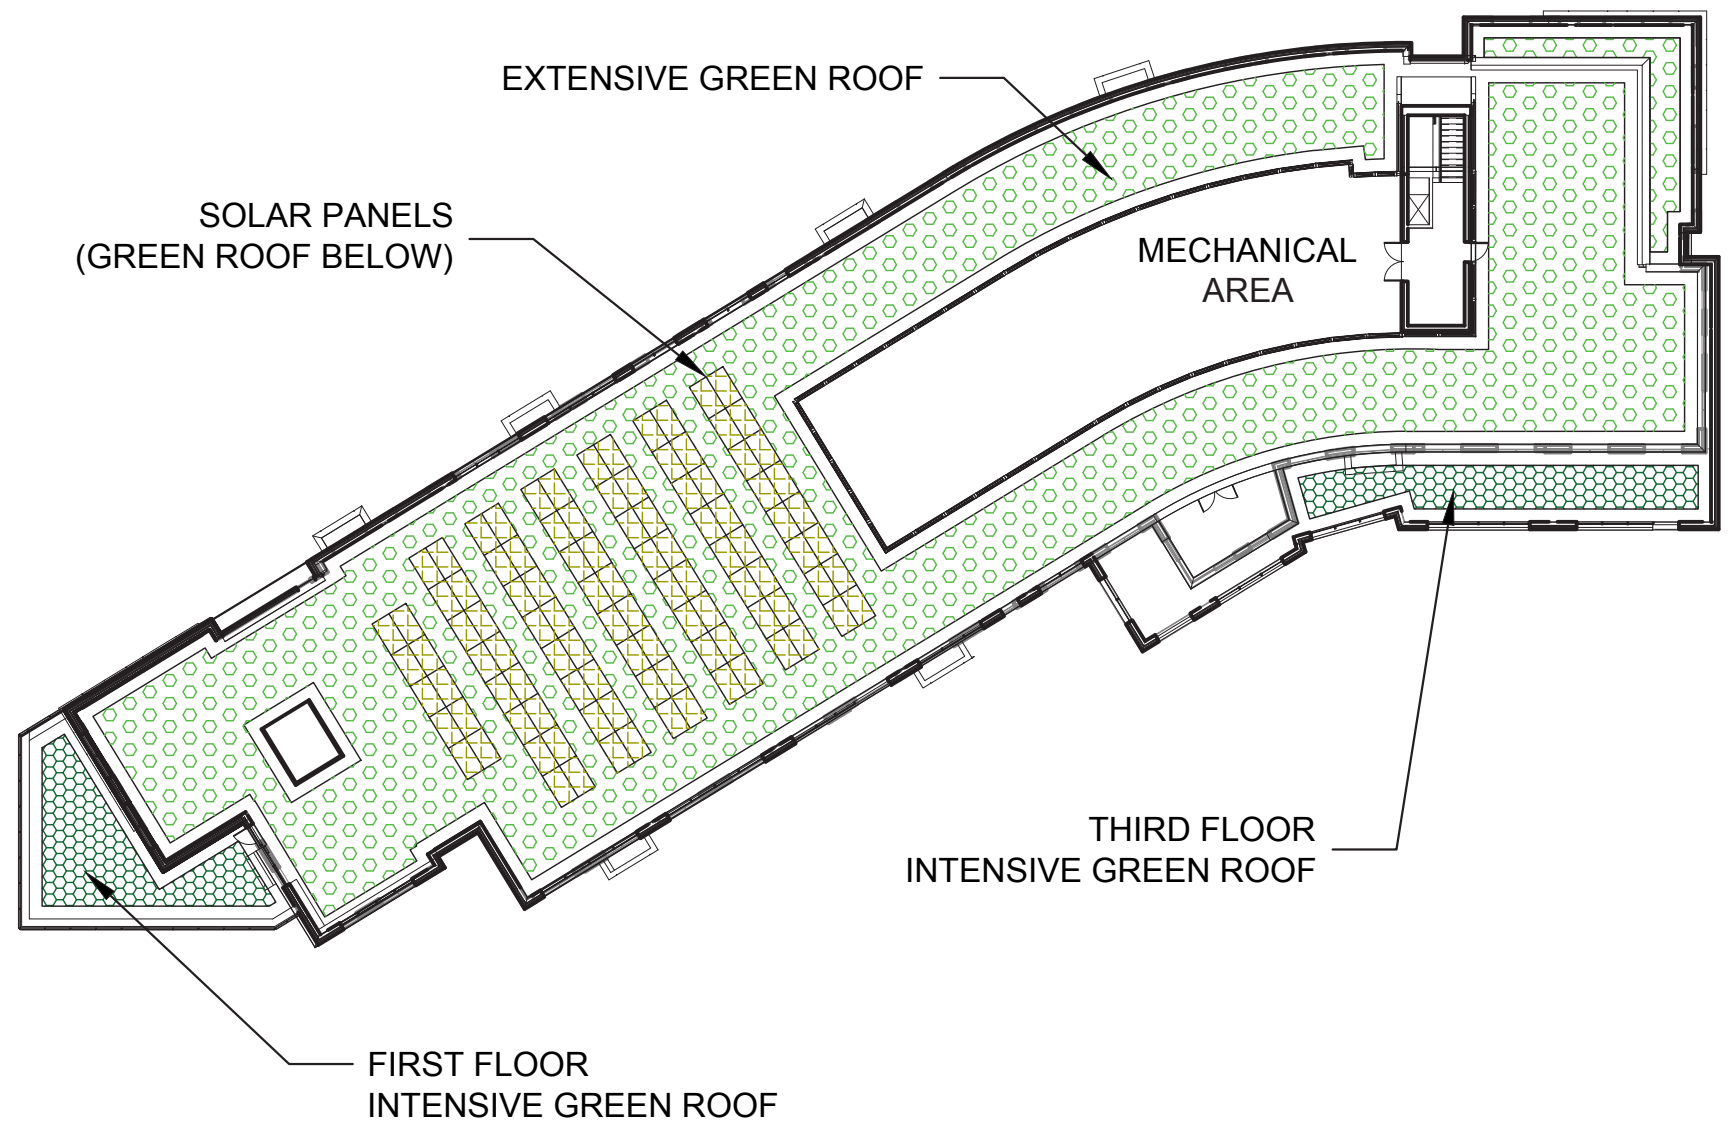 EXTENSIVE GREEN ROOF
SOLAR PANELS
(GREEN ROOF BELOW)
MECHANICAL
AREA
THIRD FLOOR
INTENSIVE GREEN ROOF
FIRST FLOOR
INTENSIVE GREEN ROOF